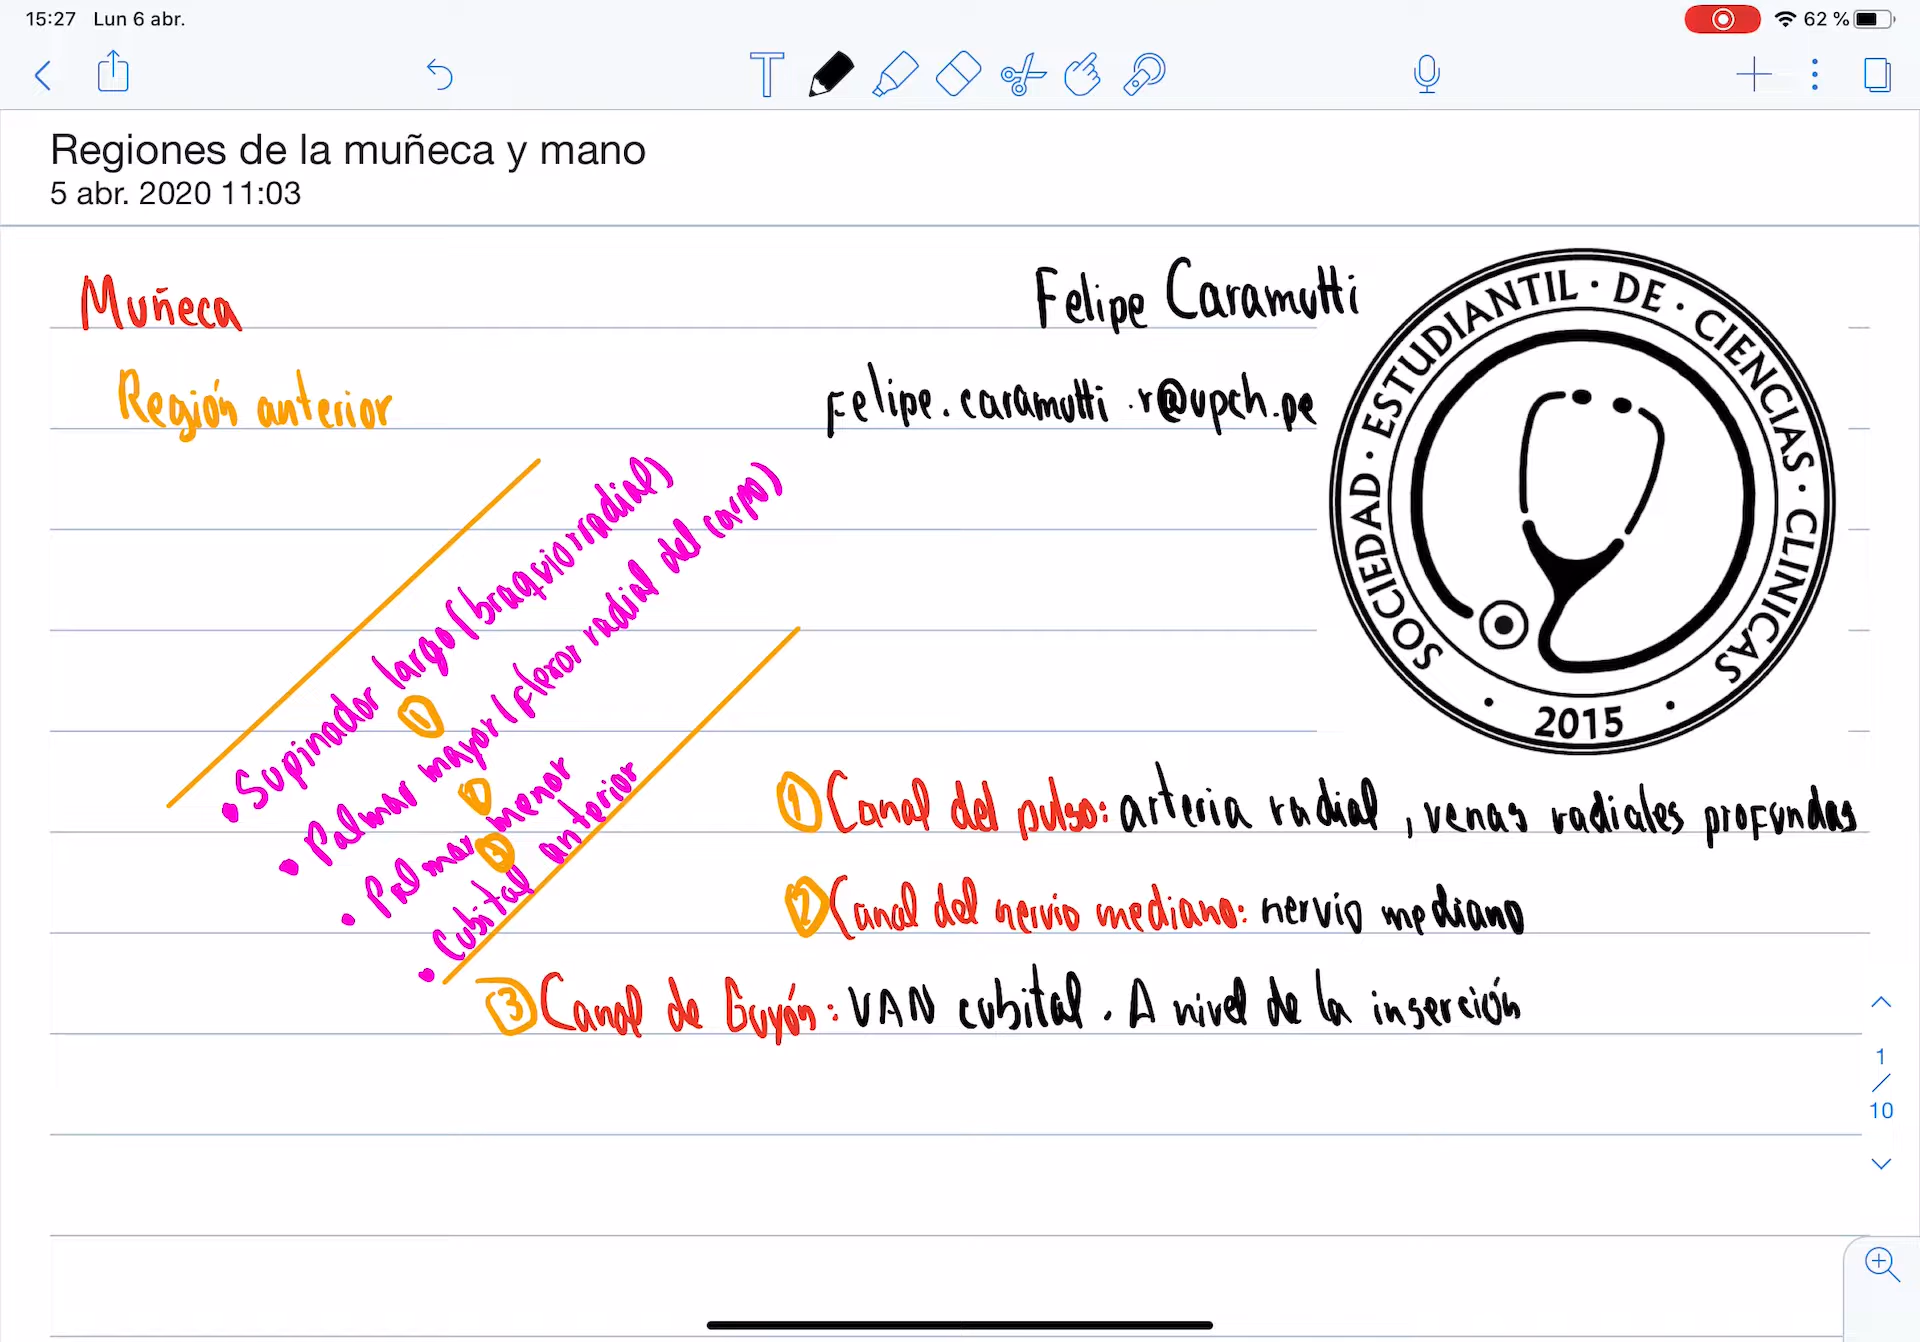 15:27 Lun 6 abr.
62 %
Regiones de la muñeca y mano
5 abr. 2020 11:03
Muñeca
Felipe Caramutti
Región anterior
felipe.caramutti.r@upch.pe
SOCIEDAD · ESTUDIANTIL · DE · CIENCIAS · CLINICAS
· 2015 ·
• Supinador largo (braquiorradial)
1
• Palmar mayor (flexor radial del carpo)
• Palmar menor
3
• Cubital anterior
1 Canal del pulso: arteria radial, venas radiales profundas
2 Canal del nervio mediano: nervio mediano
3 Canal de Guyón: VAN cubital. A nivel de la inserción
1
/
10